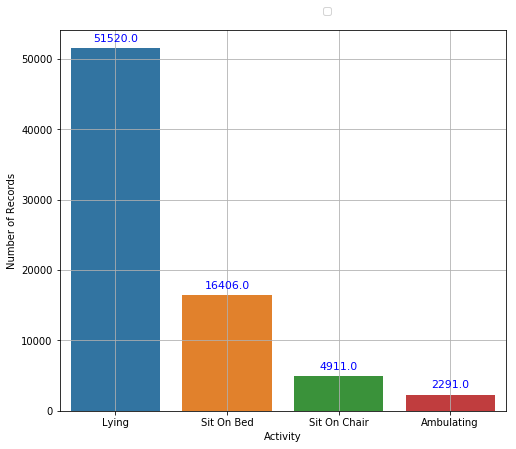 51520.0
50000
40000
30000
20000
10000
0
16406.0
4911.0
2291.0
Number of Records
Lying
Sit On Bed
Sit On Chair
Ambulating
Activity